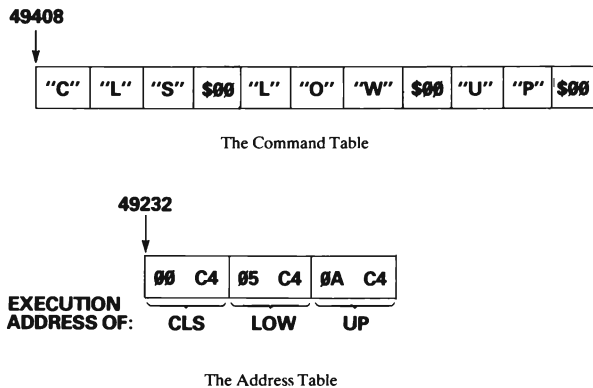 49408
"C" "L" "S" $00 "L" "O" "W" $00 "U" "P" $00
The Command Table
49232
00 C4 05 C4 0A C4
EXECUTION
ADDRESS OF: CLS LOW UP
The Address Table